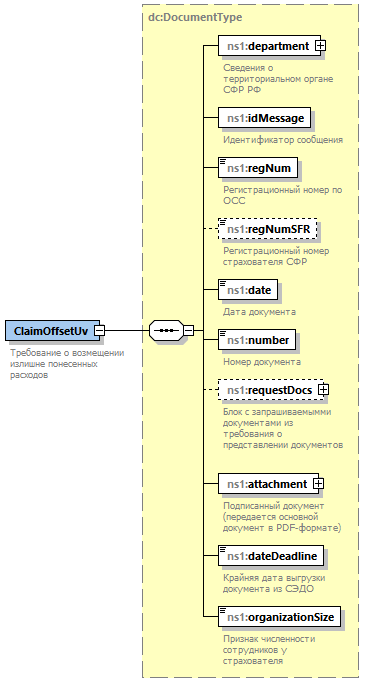 dc:DocumentType
ns1:department
Сведения о
территориальном органе
СФР РФ
ns1:idMessage
Идентификатор сообщения
ns1:regNum
Регистрационный номер по
ОСС
ns1:regNumSFR
Регистрационный номер
страхователя СФР
ns1:date
Дата документа
ClaimOffsetUv
Требование о возмещении
излишне понесенных
расходов
ns1:number
Номер документа
ns1:requestDocs
Блок с запрашиваемымми
документами из
требования о
представлении документов
ns1:attachment
Подписанный документ
(передается основной
документ в PDF-формате)
ns1:dateDeadline
Крайняя дата выгрузки
документа из СЭДО
ns1:organizationSize
Признак численности
сотрудников у
страхователя